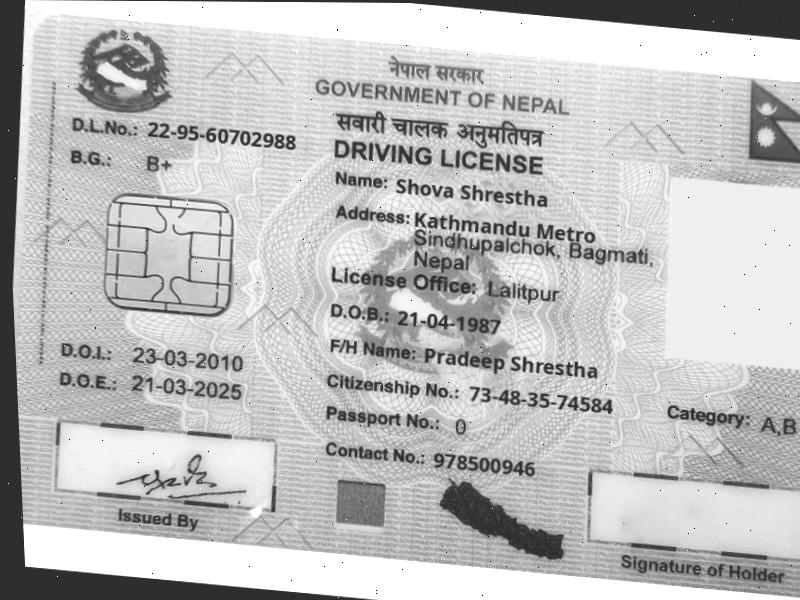 नेपाल सरकार
GOVERNMENT OF NEPAL
सवारी चालक अनुमतिपत्र
DRIVING LICENSE
D.L.No.: 22-95-60702988
B.G.: B+
Name: Shova Shrestha
Address: Kathmandu Metro
Sindhupalchok, Bagmati,
Nepal
License Office: Lalitpur
D.O.B.: 21-04-1987
F/H Name: Pradeep Shrestha
D.O.I.: 23-03-2010
D.O.E.: 21-03-2025
Citizenship No.: 73-48-35-74584
Category: A,B
Passport No.: 0
Contact No.: 978500946
Issued By
Signature of Holder